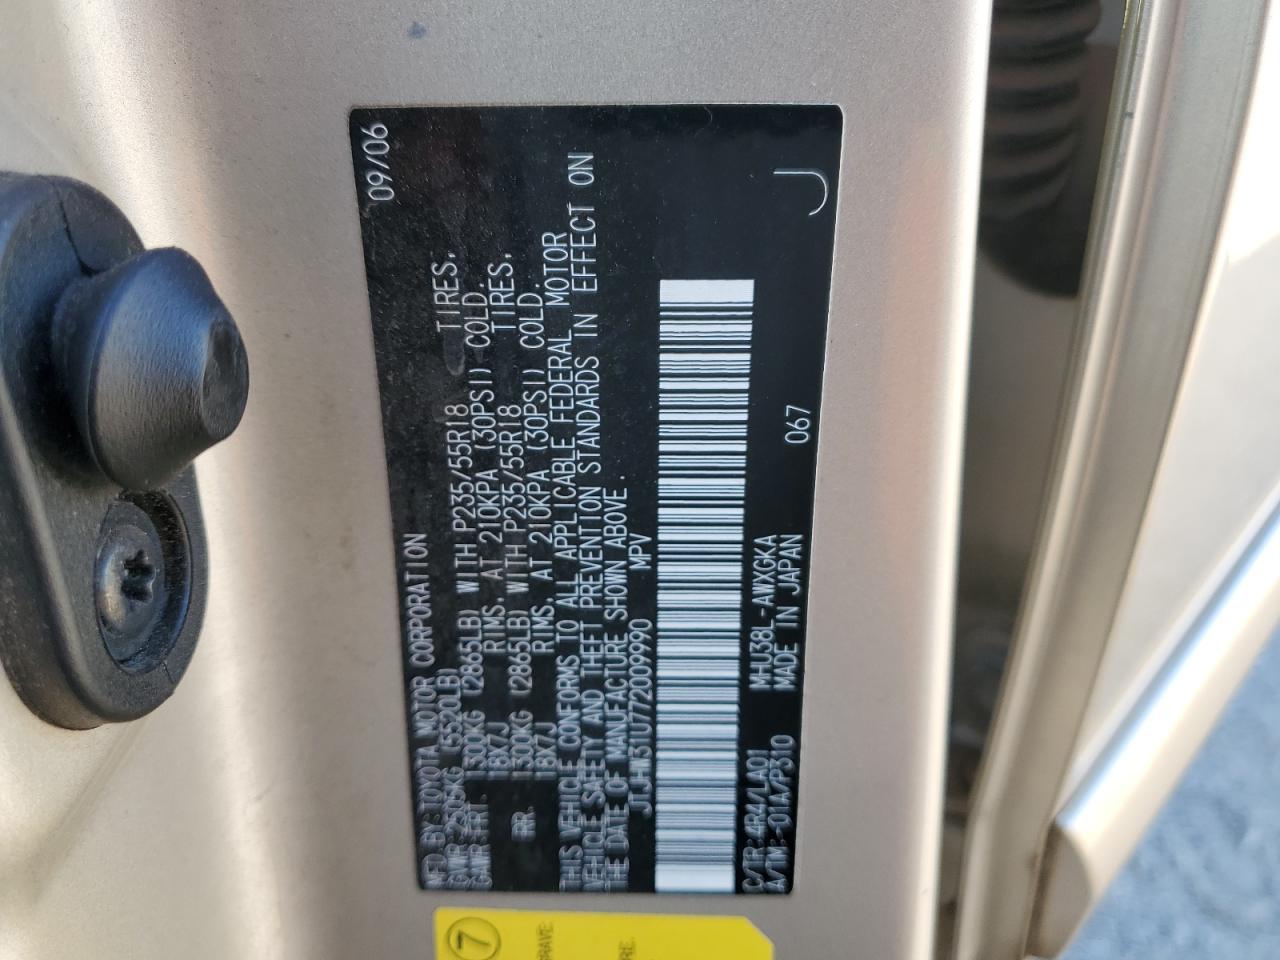 MFD. BY: TOYOTA MOTOR CORPORATION 09/06
GVWR: 2505KG (5520LB)
GAWR: FRT. 1300KG (2865LB) WITH P235/55R18 TIRES,
18X7J RIMS, AT 210KPA (30PSI) COLD.
RR. 1300KG (2865LB) WITH P235/55R18 TIRES,
18X7J RIMS, AT 210KPA (30PSI) COLD.
THIS VEHICLE CONFORMS TO ALL APPLICABLE FEDERAL MOTOR
VEHICLE SAFETY AND THEFT PREVENTION STANDARDS IN EFFECT ON
THE DATE OF MANUFACTURE SHOWN ABOVE.
JTJHW31U772009990 MPV
C/TR: 4R4/LA01 MHU38L-AWXGKA
A/TM: -01A/P310 MADE IN JAPAN 067 J
7